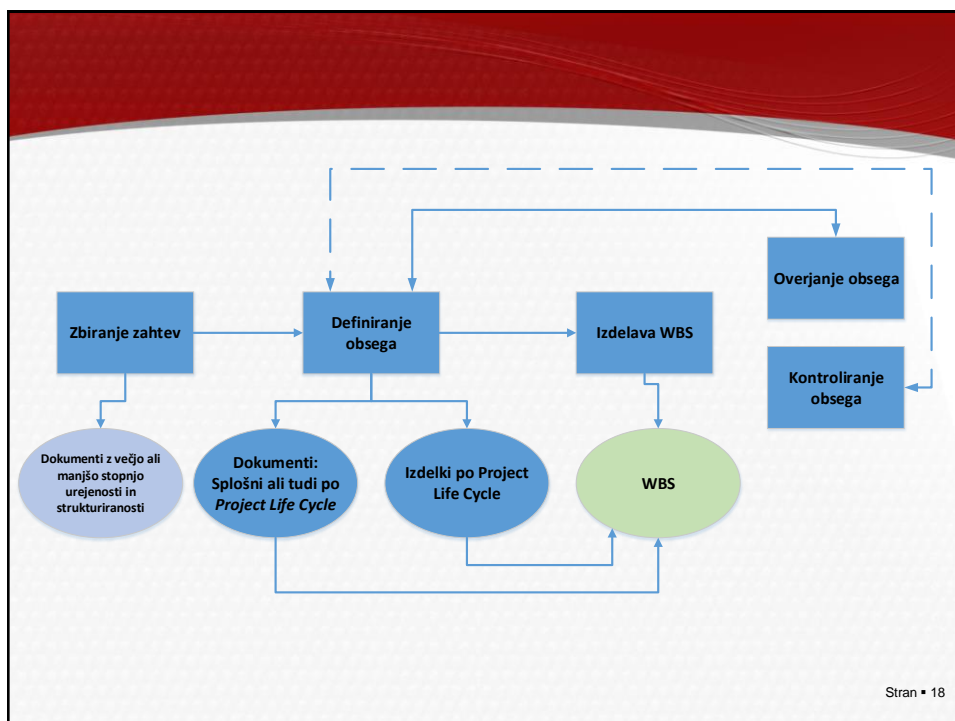 Zbiranje zahtev
Definiranje
obsega
Izdelava WBS
Overjanje obsega
Kontroliranje
obsega
Dokumenti z večjo ali
manjšo stopnjo
urejenosti in
strukturiranosti
Dokumenti:
Splošni ali tudi po
Project Life Cycle
Izdelki po Project
Life Cycle
WBS
Stran ▪ 18